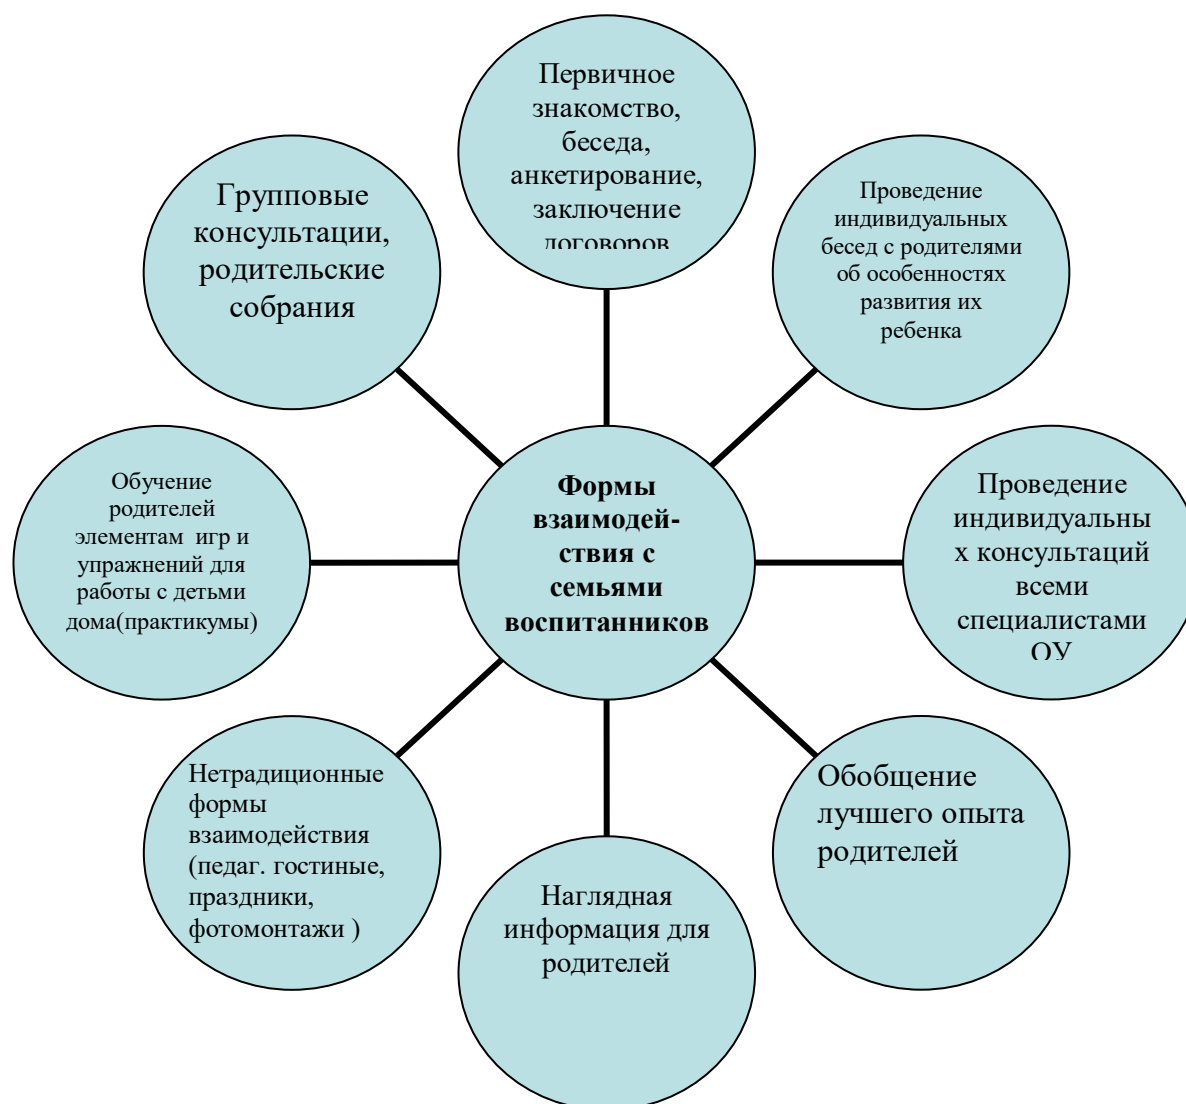 Первичное
знакомство,
беседа,
анкетирование,
заключение
договоров
Групповые
консультации,
родительские
собрания
Проведение
индивидуальных
бесед с родителями
об особенностях
развития их
ребенка
Обучение
родителей
элементам игр и
упражнений для
работы с детьми
дома(практикумы)
Формы
взаимодей-
ствия с
семьями
воспитанников
Проведение
индивидуальны
х консультаций
всеми
специалистами
ОУ
Нетрадиционные
формы
взаимодействия
(педаг. гостиные,
праздники,
фотомонтажи )
Обобщение
лучшего опыта
родителей
Наглядная
информация для
родителей